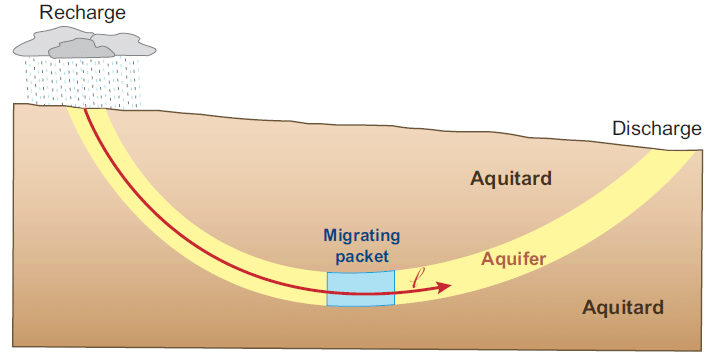 Recharge
Discharge
Aquitard
Migrating
packet
ℓ
Aquifer
Aquitard